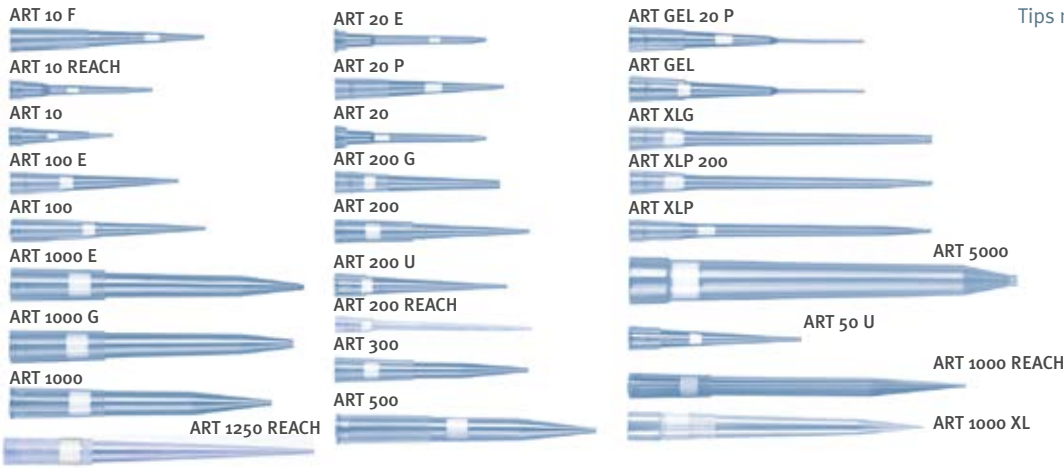 ART 10 F
ART 10 REACH
ART 10
ART 100 E
ART 100
ART 1000 E
ART 1000 G
ART 1000
ART 1250 REACH
ART 20 E
ART 20 P
ART 20
ART 200 G
ART 200
ART 200 U
ART 200 REACH
ART 300
ART 500
ART GEL 20 P
ART GEL
ART XLG
ART XLP 200
ART XLP
ART 5000
ART 50 U
ART 1000 REACH
ART 1000 XL
Tips